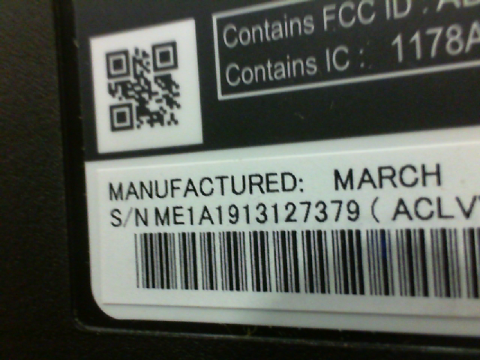 Contains FCC ID :
Contains IC : 1178A
MANUFACTURED: MARCH
S/N ME1A1913127379 ( ACLV